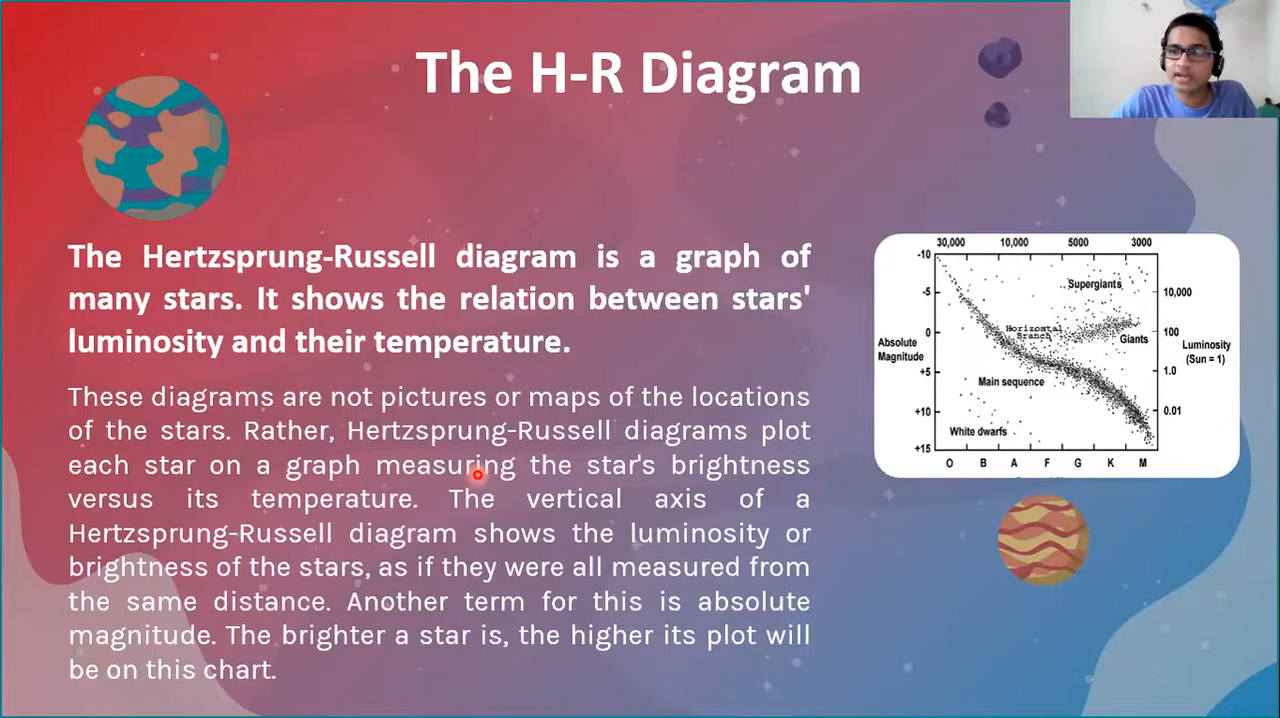 The H-R Diagram
The Hertzsprung-Russell diagram is a graph of
many stars. It shows the relation between stars'
luminosity and their temperature.
These diagrams are not pictures or maps of the locations
of the stars. Rather, Hertzsprung-Russell diagrams plot
each star on a graph measuring the star's brightness
versus its temperature. The vertical axis of a
Hertzsprung-Russell diagram shows the luminosity or
brightness of the stars, as if they were all measured from
the same distance. Another term for this is absolute
magnitude. The brighter a star is, the higher its plot will
be on this chart.
30,000 10,000 5000 3000
-10
Supergiants
-5 10,000
Horizontal
Branch
0 100
Giants
Absolute
Magnitude
Luminosity
(Sun = 1)
+5 1.0
Main sequence
+10 0.01
White dwarfs
+15
O B A F G K M